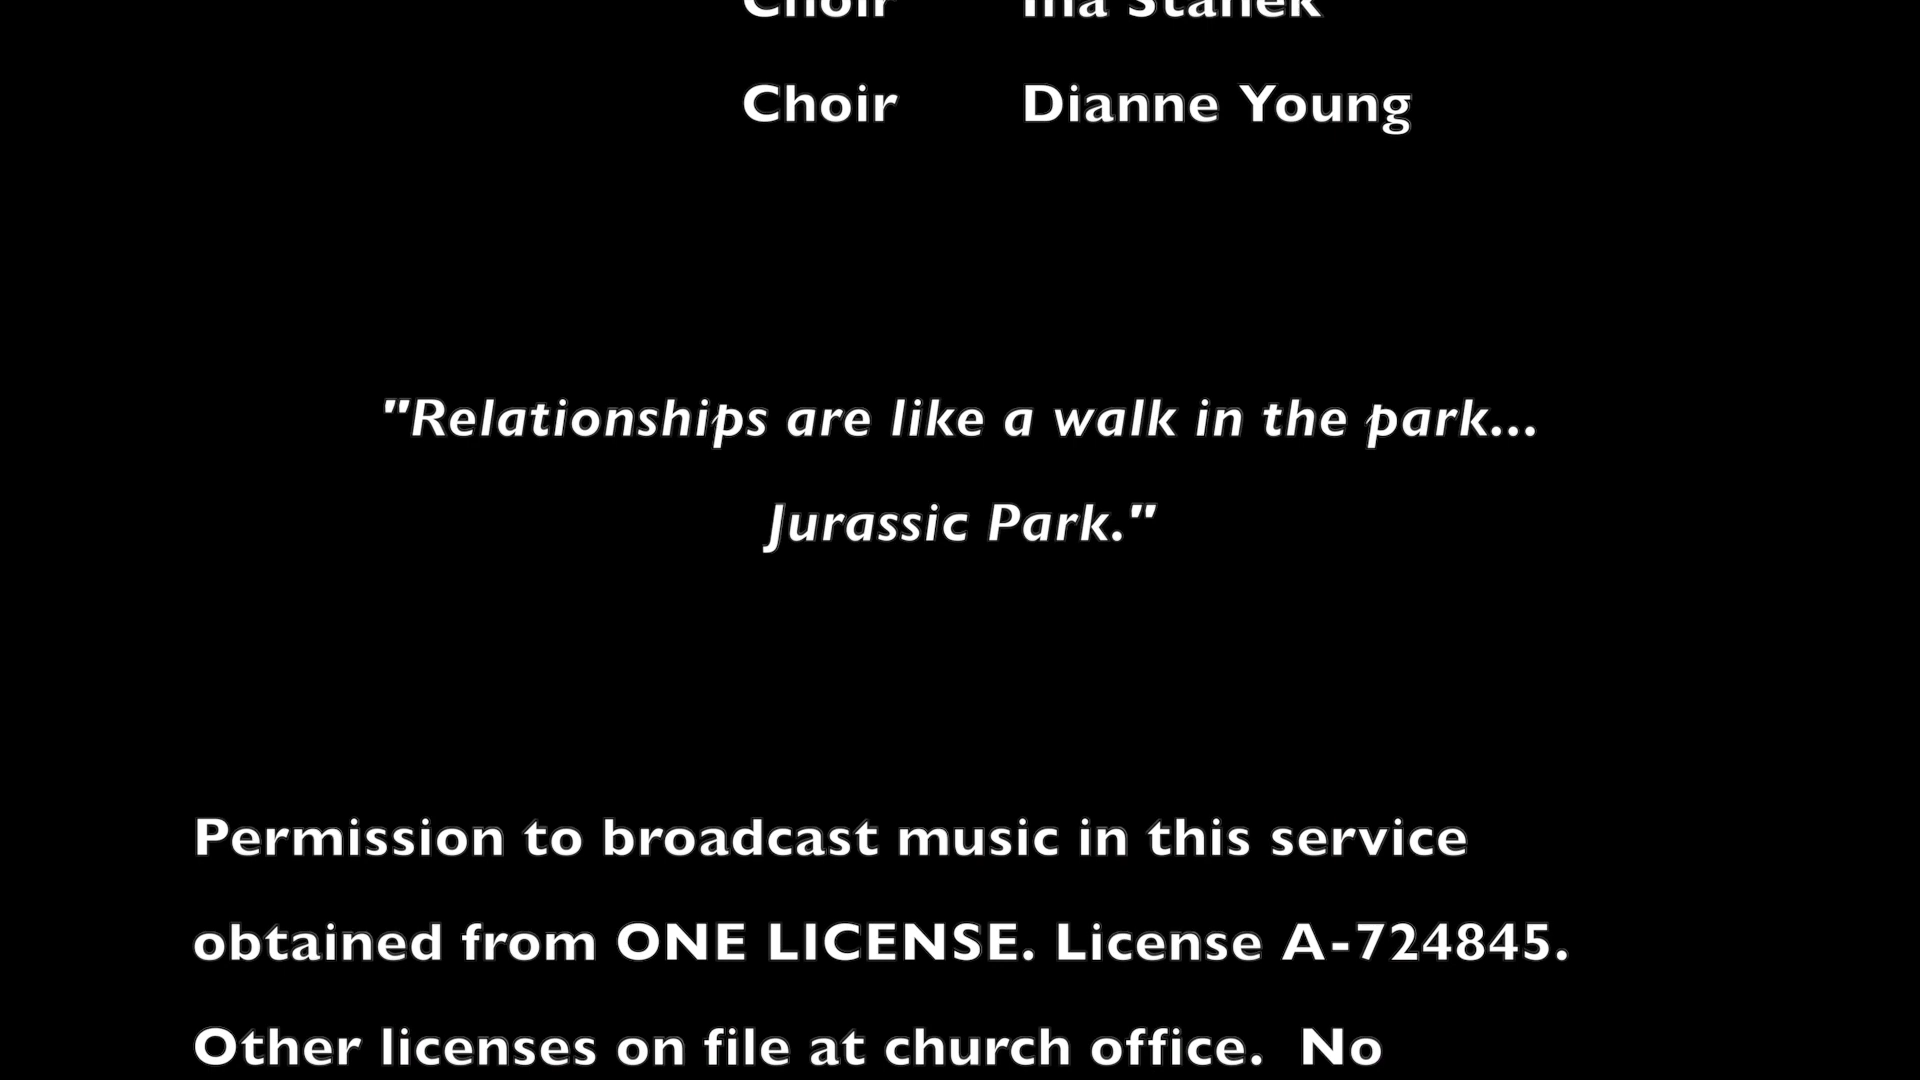 Choir Stanek
Choir Dianne Young
"Relationships are like a walk in the park...
Jurassic Park."
Permission to broadcast music in this service
obtained from ONE LICENSE. License A-724845.
Other licenses on file at church office. No